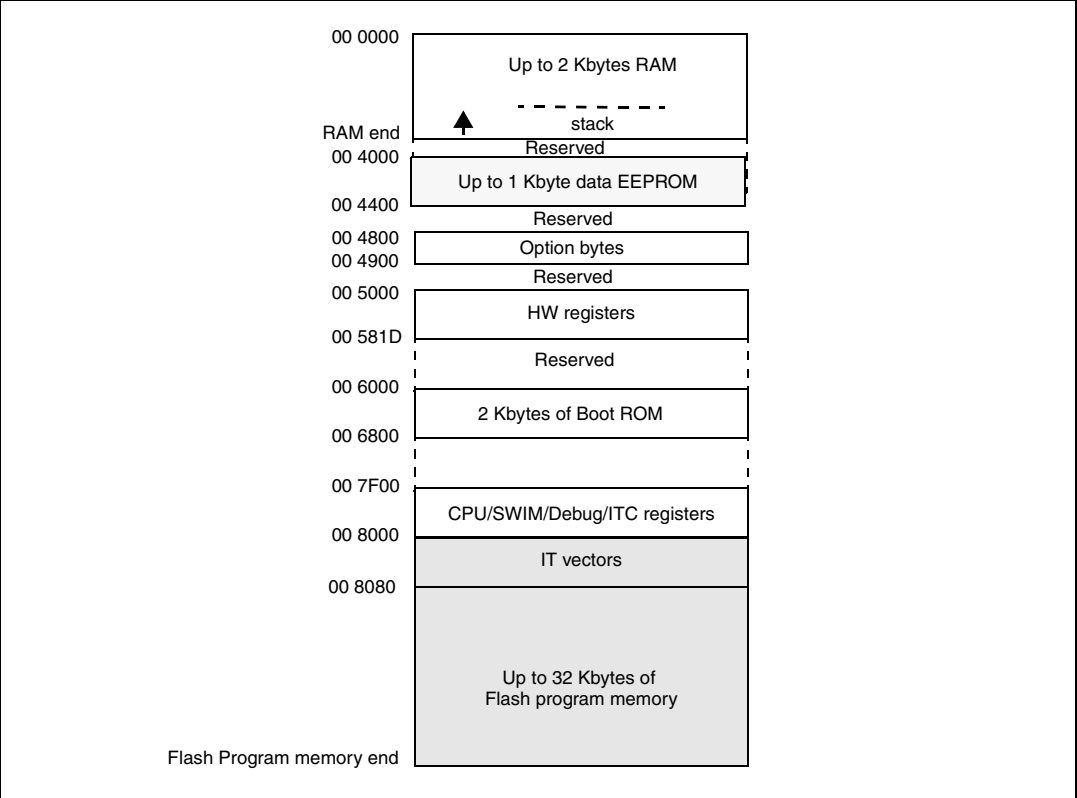 00 0000
Up to 2 Kbytes RAM
stack
RAM end
Reserved
00 4000
Up to 1 Kbyte data EEPROM
00 4400
Reserved
00 4800
Option bytes
00 4900
Reserved
00 5000
HW registers
00 581D
Reserved
00 6000
2 Kbytes of Boot ROM
00 6800
00 7F00
CPU/SWIM/Debug/ITC registers
00 8000
IT vectors
00 8080
Up to 32 Kbytes of
Flash program memory
Flash Program memory end